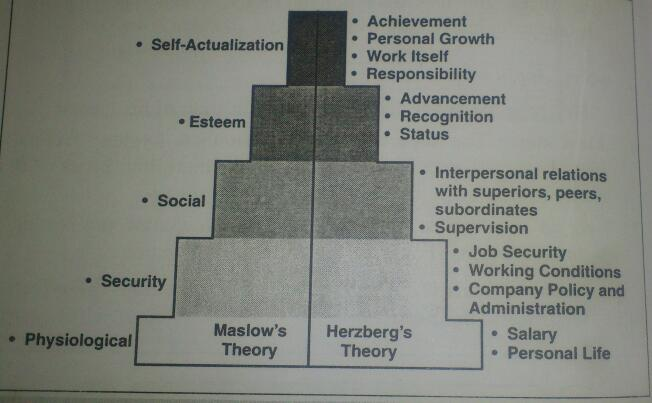 • Self-Actualization
• Achievement
• Personal Growth
• Work Itself
• Responsibility
• Esteem
• Advancement
• Recognition
• Status
• Social
• Interpersonal relations
with superiors, peers,
subordinates
• Supervision
• Security
• Job Security
• Working Conditions
• Company Policy and
Administration
• Physiological
Maslow's
Theory
Herzberg's
Theory
• Salary
• Personal Life